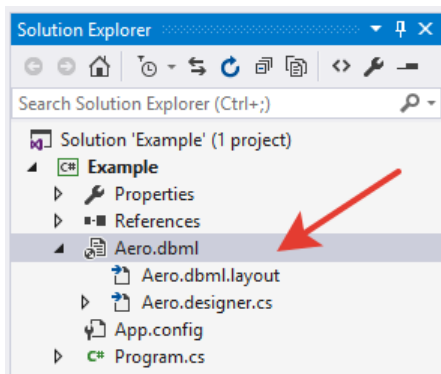 Solution Explorer
Search Solution Explorer (Ctrl+;)
Solution 'Example' (1 project)
C# Example
Properties
References
Aero.dbml
Aero.dbml.layout
Aero.designer.cs
App.config
C# Program.cs